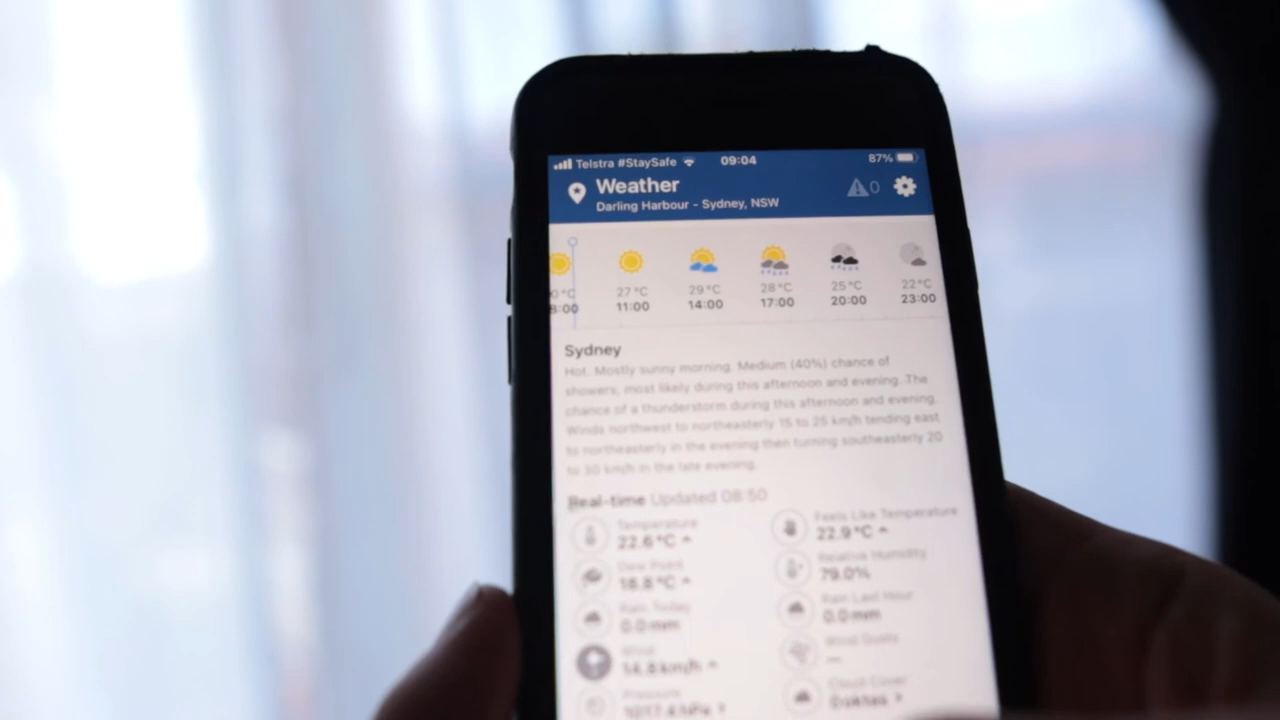 Telstra #StaySafe 09:04 87%
Weather
0
Darling Harbour - Sydney, NSW
0°C 27°C 29°C 28°C 25°C 22°C
8:00 11:00 14:00 17:00 20:00 23:00
Sydney
Hot. Mostly sunny morning. Medium (40%) chance of
showers, most likely during this afternoon and evening. The
chance of a thunderstorm during this afternoon and evening.
Winds northwest to northeasterly 15 to 25 km/h tending east
to northeasterly in the evening then turning southeasterly 20
to 30 km/h in the late evening.
Real-time Updated 08:50
Temperature
22.6°C
Feels Like Temperature
22.9°C
Dew Point
18.8°C
Relative Humidity
79.0%
Rain Today
0.0mm
Rain Last Hour
0.0mm
Wind
14.8km/h
Wind Gusts
—
Pressure
1017.4hPa
Cloud Cover